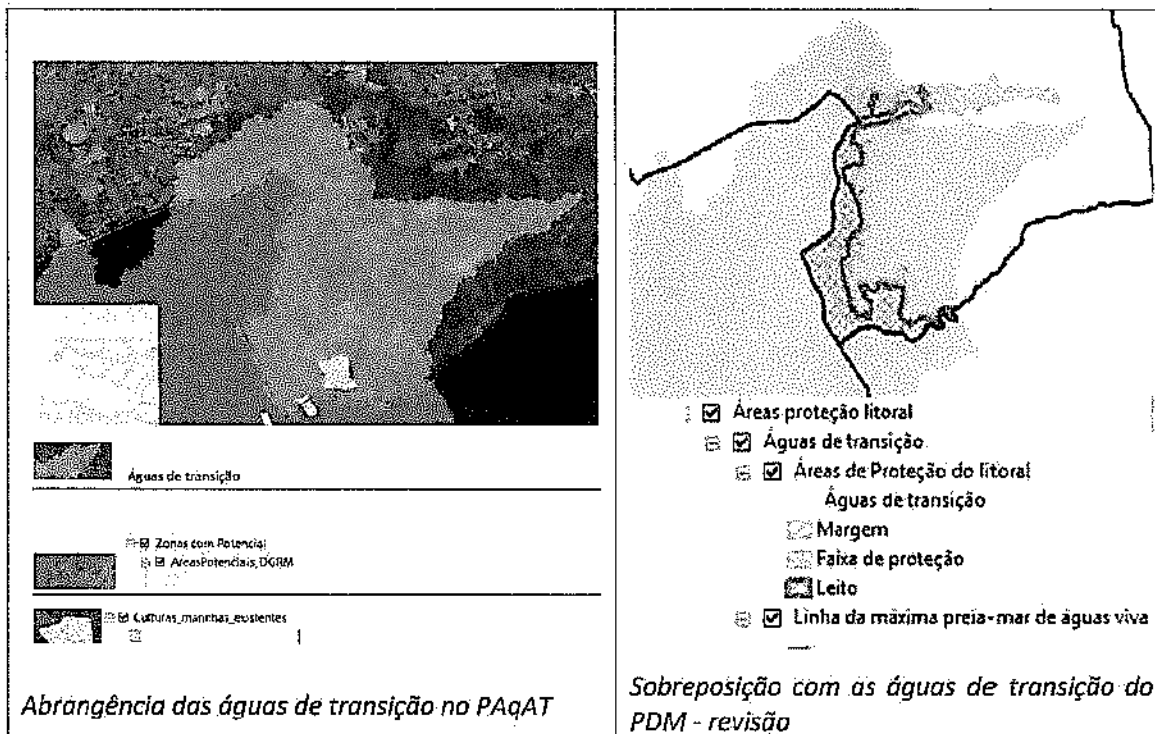 Águas de transição
Zonas com Potencial
AreasPotenciais_DGRM
Culturas_marinhas_existentes
Abrangência das águas de transição no PAqAT
Áreas proteção litoral
Águas de transição
Áreas de Proteção do litoral
Águas de transição
Margem
Faixa de proteção
Leito
Linha da máxima preia-mar de águas viva
Sobreposição com as águas de transição do
PDM - revisão